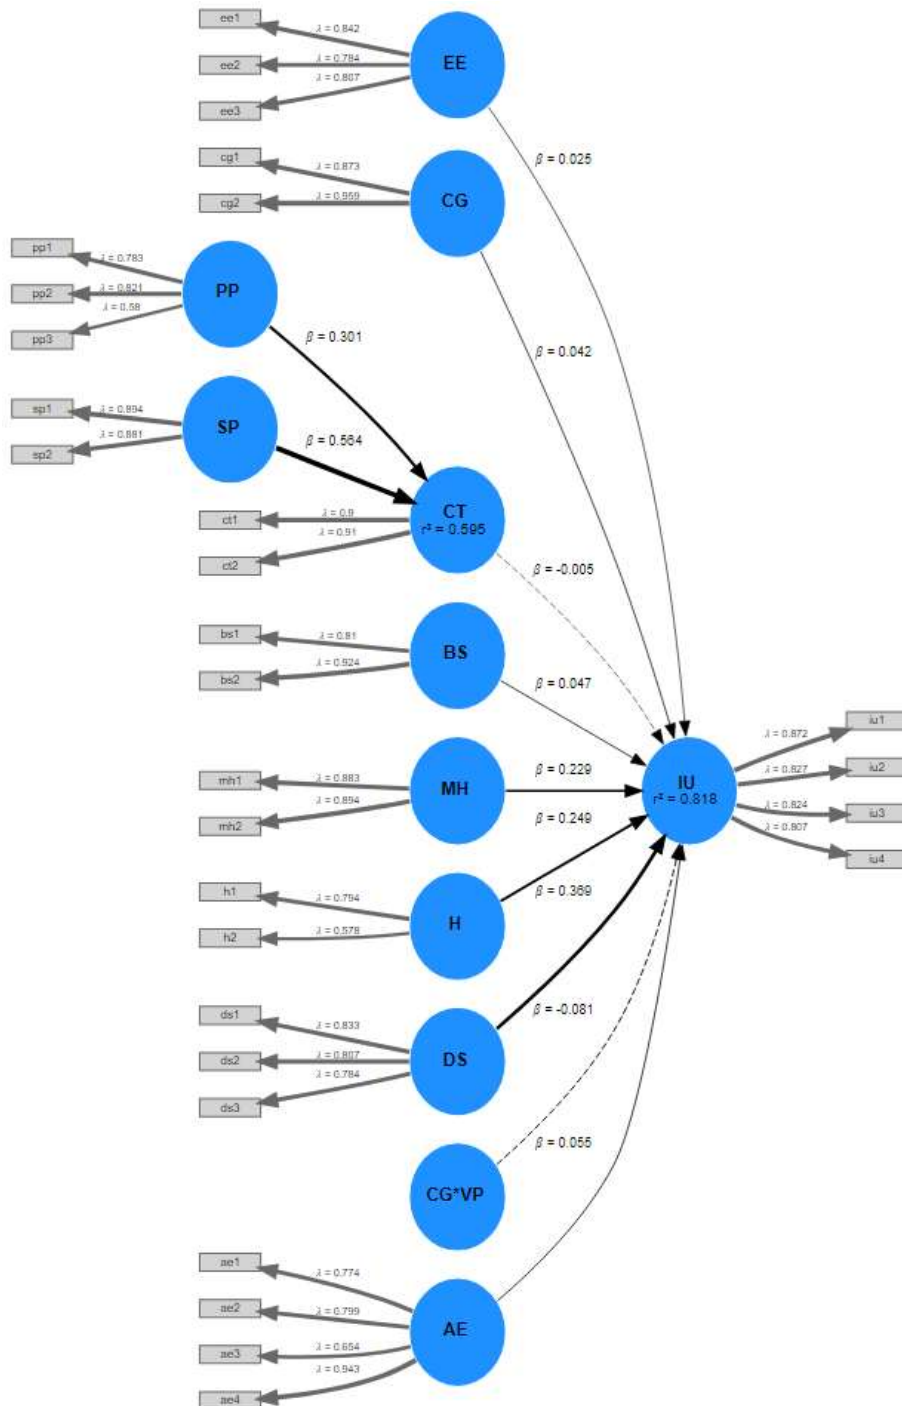 ee1
λ = 0.842
ee2
λ = 0.784
ee3
λ = 0.807
EE
β = 0.025
cg1
λ = 0.873
cg2
λ = 0.959
CG
β = 0.042
pp1
λ = 0.783
pp2
λ = 0.821
pp3
λ = 0.58
PP
β = 0.301
sp1
λ = 0.894
sp2
λ = 0.881
SP
β = 0.564
ct1
λ = 0.9
ct2
λ = 0.91
CT
r² = 0.595
β = -0.005
bs1
λ = 0.81
bs2
λ = 0.924
BS
β = 0.047
mh1
λ = 0.883
mh2
λ = 0.894
MH
β = 0.229
β = 0.249
IU
r² = 0.818
iu1
λ = 0.872
iu2
λ = 0.827
iu3
λ = 0.824
iu4
λ = 0.807
h1
λ = 0.794
h2
λ = 0.578
H
β = 0.369
ds1
λ = 0.833
ds2
λ = 0.807
ds3
λ = 0.784
DS
β = -0.081
CG*VP
β = 0.055
ae1
λ = 0.774
ae2
λ = 0.799
ae3
λ = 0.654
ae4
λ = 0.943
AE